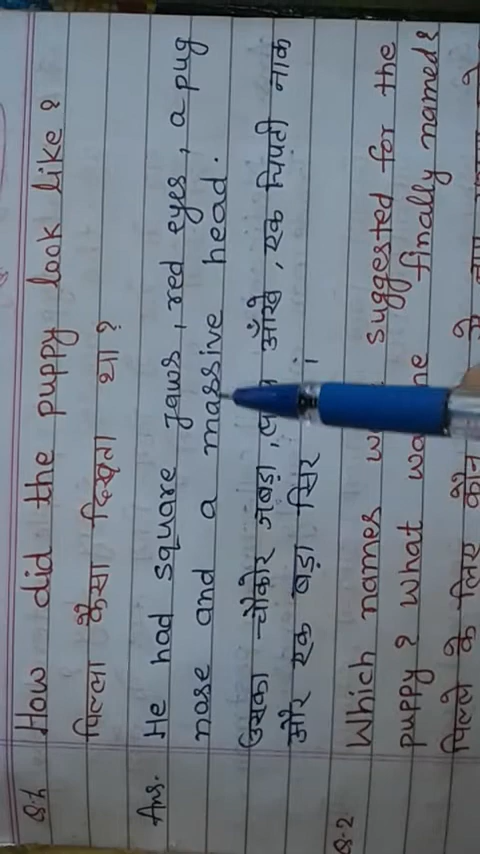 Q.1 How did the puppy look like ?
पिल्ला कैसा दिखता था ?
Ans. He had square jaws, red eyes, a pug
nose and a massive head.
उसका चौकोर जबड़ा, आँखे, एक चिपटी नाक
और एक बड़ा सिर
Q.2 Which names suggested for the
puppy ? What finally named ?
पिल्ले के लिए कौन से नाम